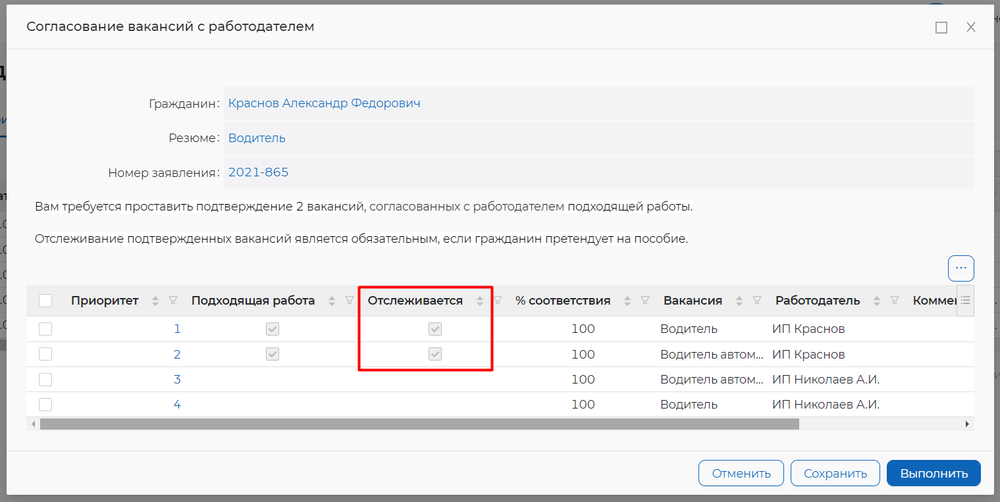 Согласование вакансий с работодателем
Гражданин: Краснов Александр Федорович
Резюме: Водитель
Номер заявления: 2021-865
Вам требуется проставить подтверждение 2 вакансий, согласованных с работодателем подходящей работы.
Отслеживание подтвержденных вакансий является обязательным, если гражданин претендует на пособие.
...
Приоритет Подходящая работа Отслеживается % соответствия Вакансия Работодатель
1 100 Водитель ИП Краснов
2 100 Водитель автом... ИП Краснов
3 100 Водитель автом... ИП Николаев А.И.
4 100 Водитель ИП Николаев А.И.
Отменить Сохранить Выполнить